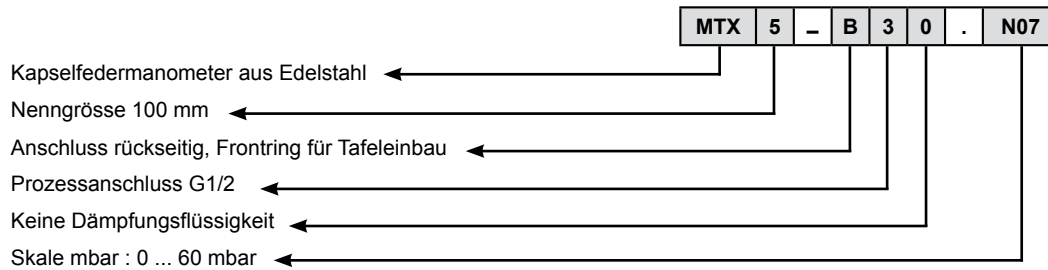 MTX 5 – B 3 0 . N07
Kapselfedermanometer aus Edelstahl
Nenngrösse 100 mm
Anschluss rückseitig, Frontring für Tafeleinbau
Prozessanschluss G1/2
Keine Dämpfungsflüssigkeit
Skale mbar : 0 ... 60 mbar